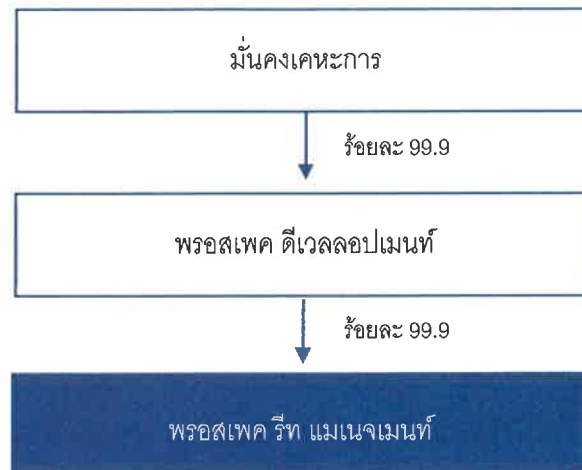 มั่นคงเคหะการ
ร้อยละ 99.9
พรอสเพค ดีเวลลอปเมนท์
ร้อยละ 99.9
พรอสเพค รีท แมเนจเมนท์